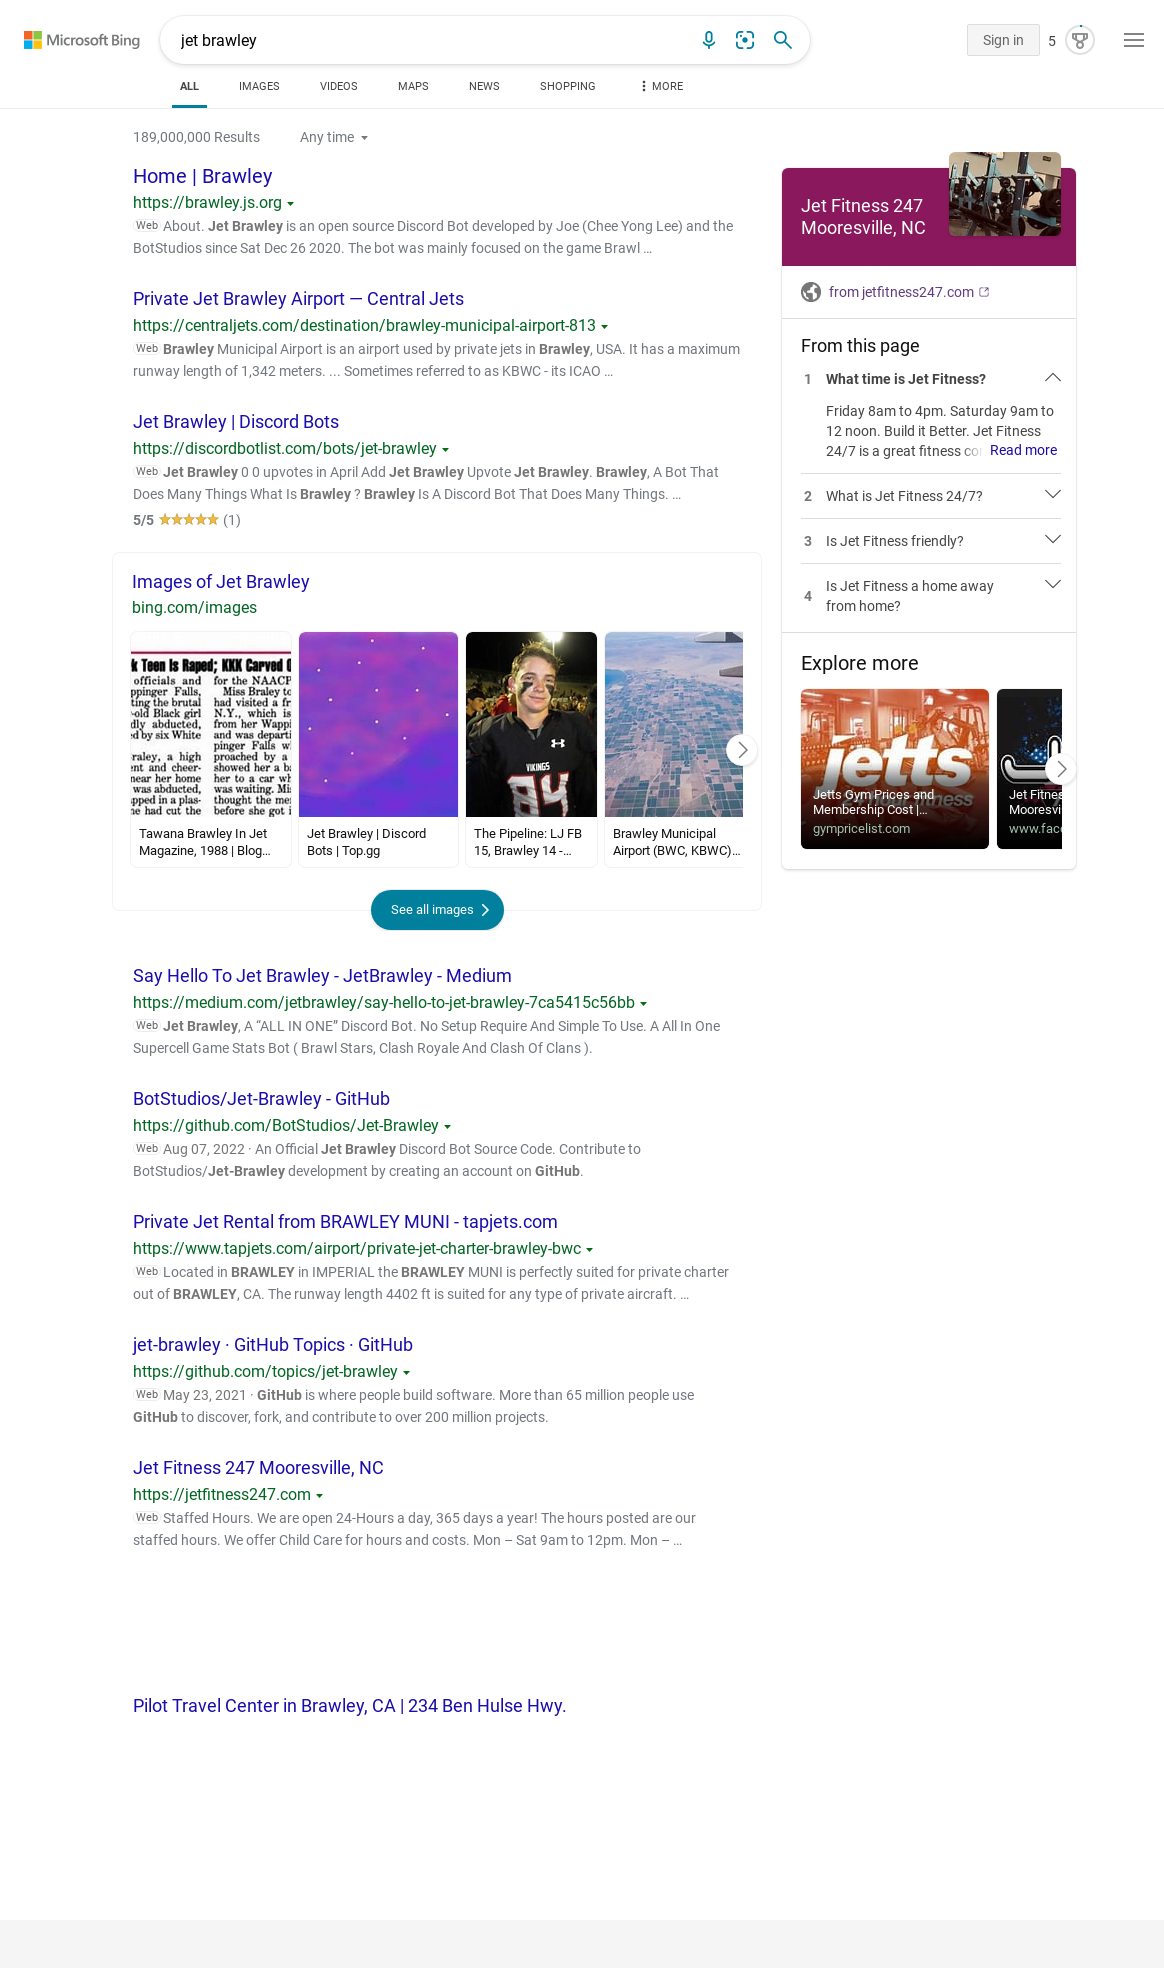 Microsoft Bing
jet brawley
Sign in
5
ALL
IMAGES
VIDEOS
MAPS
NEWS
SHOPPING
MORE
189,000,000 Results
Any time
Home | Brawley
https://brawley.js.org
Web About. Jet Brawley is an open source Discord Bot developed by Joe (Chee Yong Lee) and the
BotStudios since Sat Dec 26 2020. The bot was mainly focused on the game Brawl …
Private Jet Brawley Airport — Central Jets
https://centraljets.com/destination/brawley-municipal-airport-813
Web Brawley Municipal Airport is an airport used by private jets in Brawley, USA. It has a maximum
runway length of 1,342 meters. ... Sometimes referred to as KBWC - its ICAO …
Jet Brawley | Discord Bots
https://discordbotlist.com/bots/jet-brawley
Web Jet Brawley 0 0 upvotes in April Add Jet Brawley Upvote Jet Brawley. Brawley, A Bot That
Does Many Things What Is Brawley ? Brawley Is A Discord Bot That Does Many Things. …
5/5 (1)
Images of Jet Brawley
bing.com/images
k Teen Is Raped; KKK Carved
officials and
ppinger Falls,
ting the brutal
-old Black girl
dly abducted,
ed by six White
raley, a high
ent and cheer-
near her home
was abducted,
apped in a plas-
he had cut the
for the NAACP
Miss Braley to
had visited a fr
N.Y., which is
from her Wapp
and was depart
pinger Falls wh
proached by a
showed her a ba
her to a car wh
was waiting. Mi
thought the men
before she got i
Tawana Brawley In Jet
Magazine, 1988 | Blog...
Jet Brawley | Discord
Bots | Top.gg
VIKINGS
84
The Pipeline: LJ FB
15, Brawley 14 -...
Brawley Municipal
Airport (BWC, KBWC)...
See all images
Say Hello To Jet Brawley - JetBrawley - Medium
https://medium.com/jetbrawley/say-hello-to-jet-brawley-7ca5415c56bb
Web Jet Brawley, A “ALL IN ONE” Discord Bot. No Setup Require And Simple To Use. A All In One
Supercell Game Stats Bot ( Brawl Stars, Clash Royale And Clash Of Clans ).
BotStudios/Jet-Brawley - GitHub
https://github.com/BotStudios/Jet-Brawley
Web Aug 07, 2022 · An Official Jet Brawley Discord Bot Source Code. Contribute to
BotStudios/Jet-Brawley development by creating an account on GitHub.
Private Jet Rental from BRAWLEY MUNI - tapjets.com
https://www.tapjets.com/airport/private-jet-charter-brawley-bwc
Web Located in BRAWLEY in IMPERIAL the BRAWLEY MUNI is perfectly suited for private charter
out of BRAWLEY, CA. The runway length 4402 ft is suited for any type of private aircraft. …
jet-brawley · GitHub Topics · GitHub
https://github.com/topics/jet-brawley
Web May 23, 2021 · GitHub is where people build software. More than 65 million people use
GitHub to discover, fork, and contribute to over 200 million projects.
Jet Fitness 247 Mooresville, NC
https://jetfitness247.com
Web Staffed Hours. We are open 24-Hours a day, 365 days a year! The hours posted are our
staffed hours. We offer Child Care for hours and costs. Mon – Sat 9am to 12pm. Mon – …
Pilot Travel Center in Brawley, CA | 234 Ben Hulse Hwy.
Jet Fitness 247
Mooresville, NC
from jetfitness247.com
From this page
1 What time is Jet Fitness?
Friday 8am to 4pm. Saturday 9am to
12 noon. Build it Better. Jet Fitness
24/7 is a great fitness co Read more
2 What is Jet Fitness 24/7?
3 Is Jet Fitness friendly?
4 Is Jet Fitness a home away
from home?
Explore more
jetts
24 hour fitness
Jetts Gym Prices and
Membership Cost |...
gympricelist.com
Jet Fitnes
Mooresvi
www.face